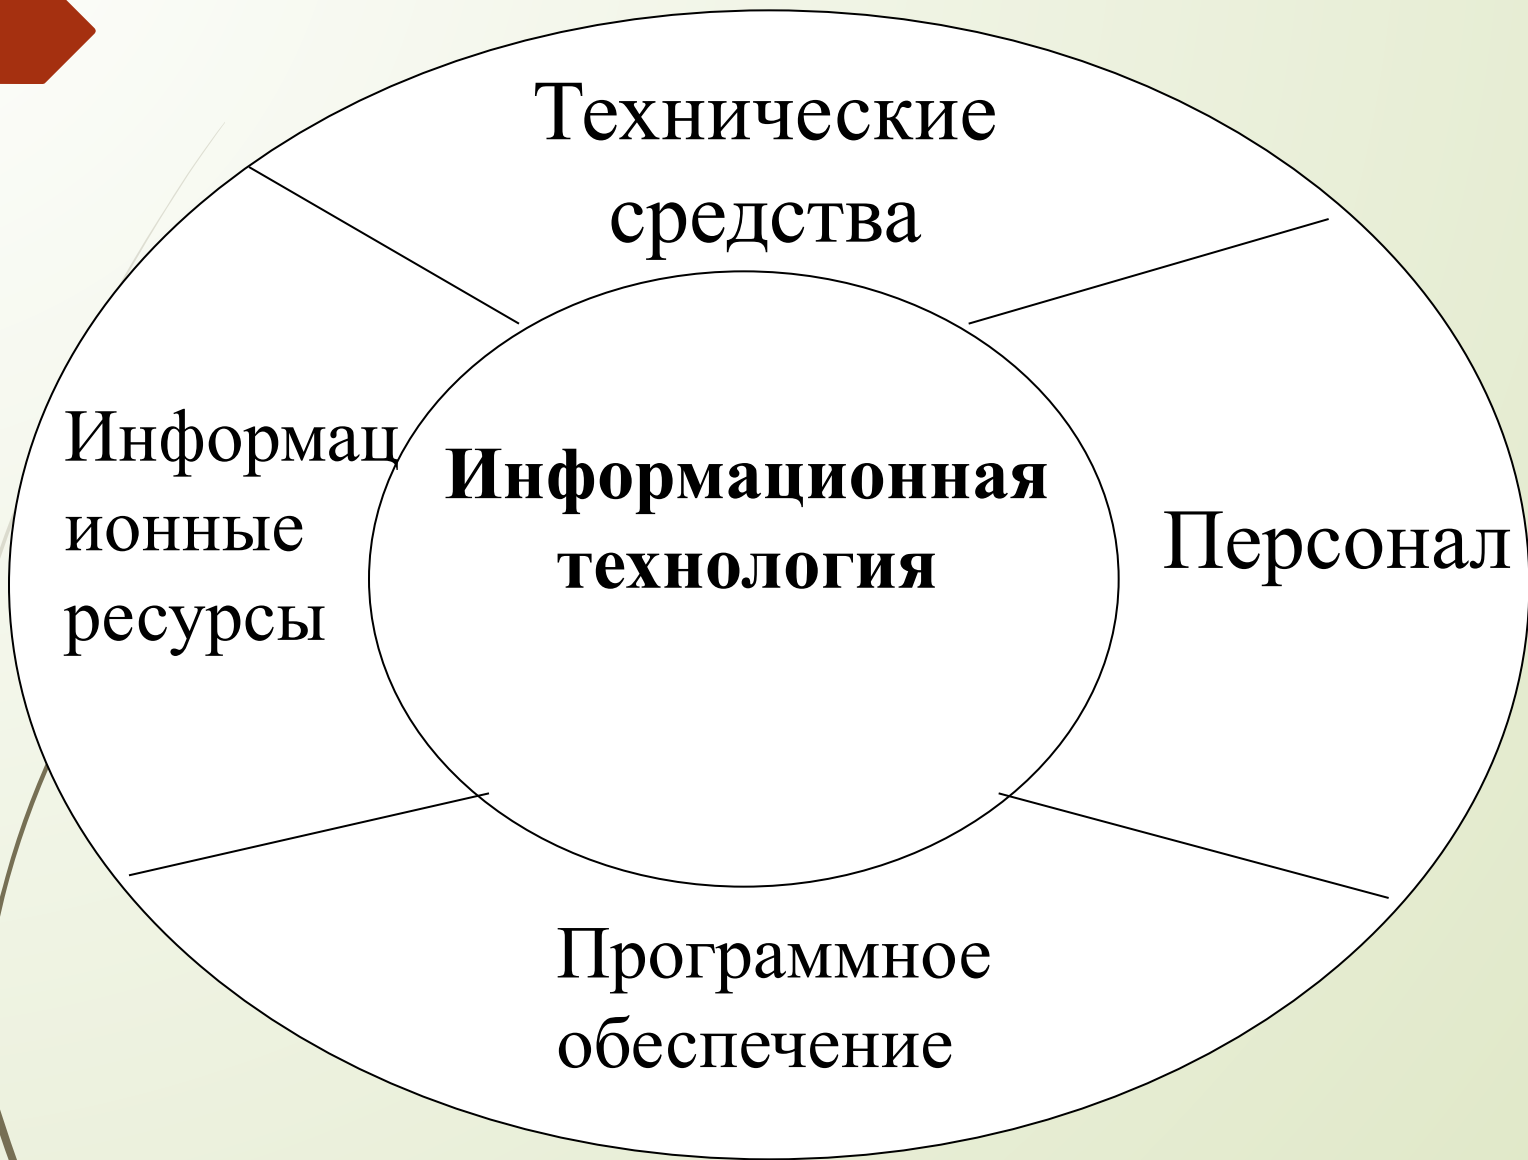 Технические
средства
Информац
ионные
ресурсы
Информационная
технология
Персонал
Программное
обеспечение